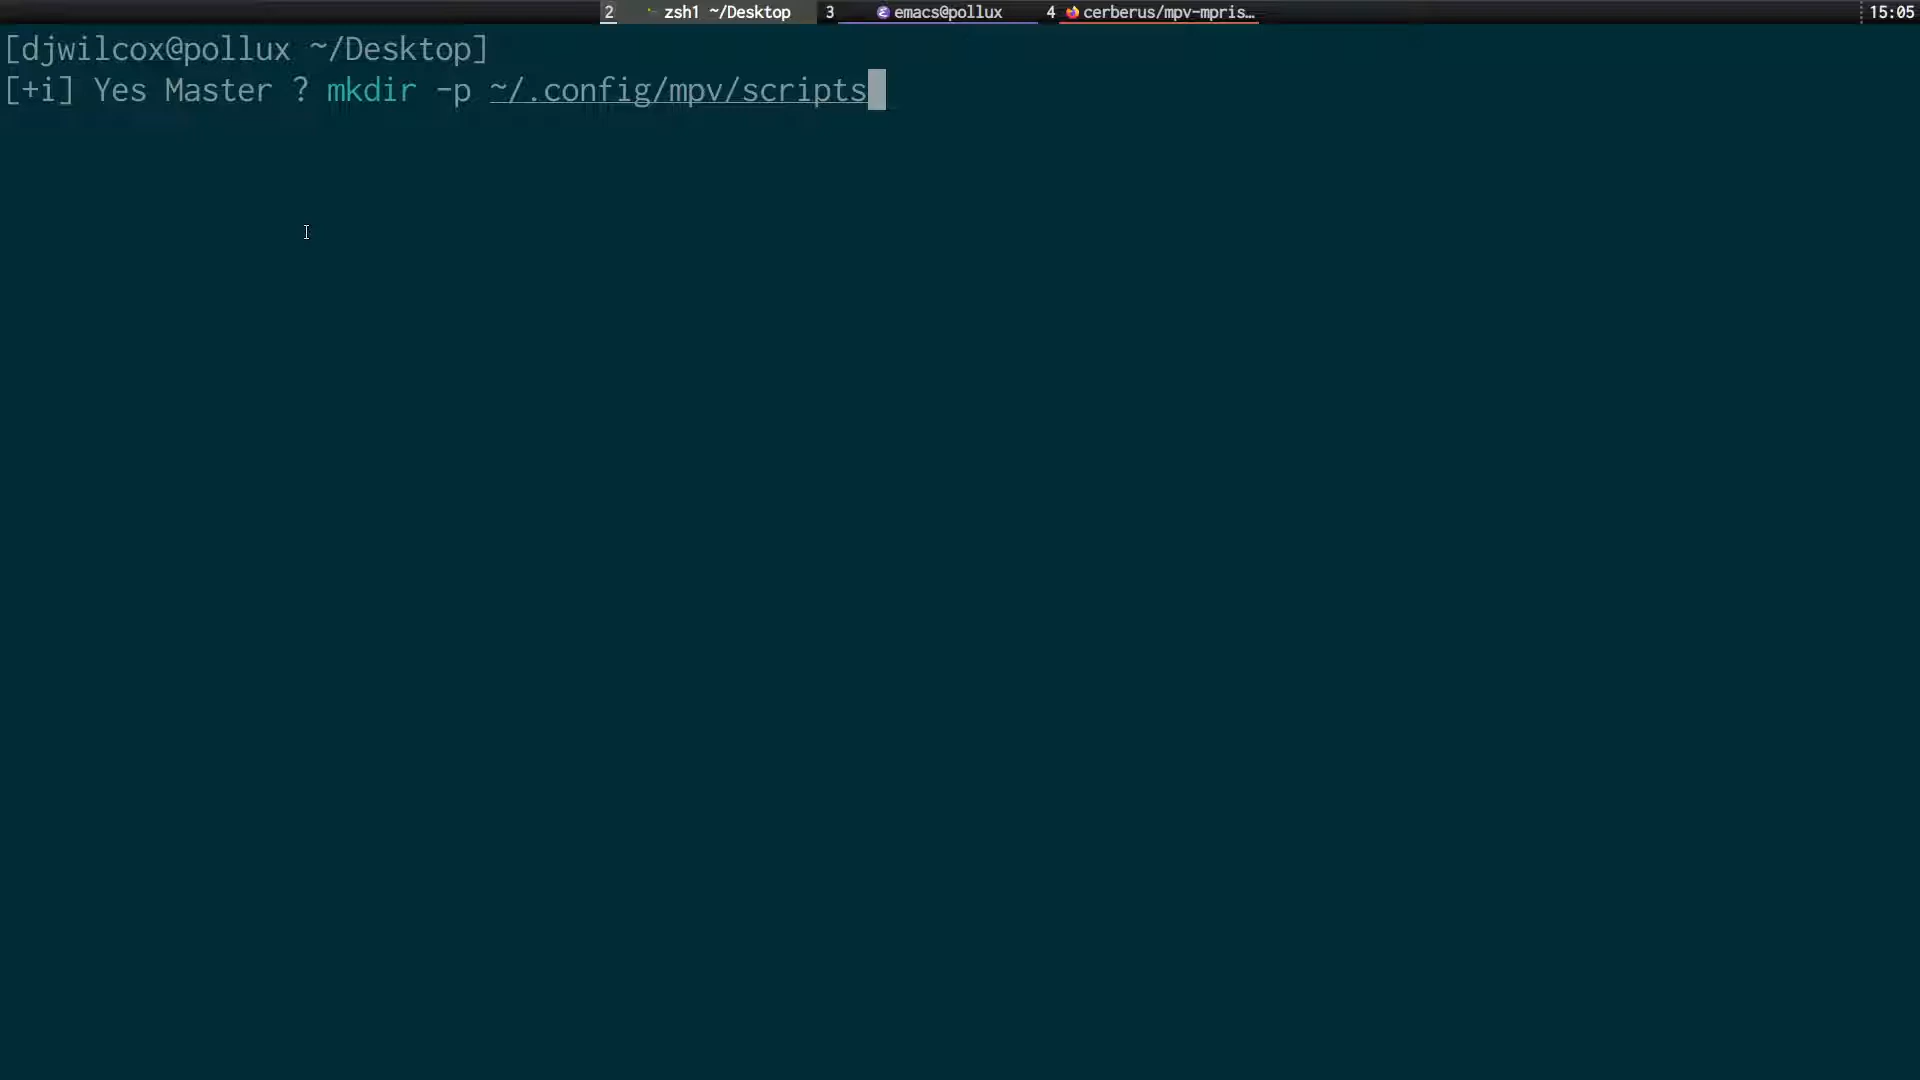 2 zsh1 ~/Desktop 3 emacs@pollux 4 cerberus/mpv-mpris… 15:05
[djwilcox@pollux ~/Desktop]
[+i] Yes Master ? mkdir -p ~/.config/mpv/scripts